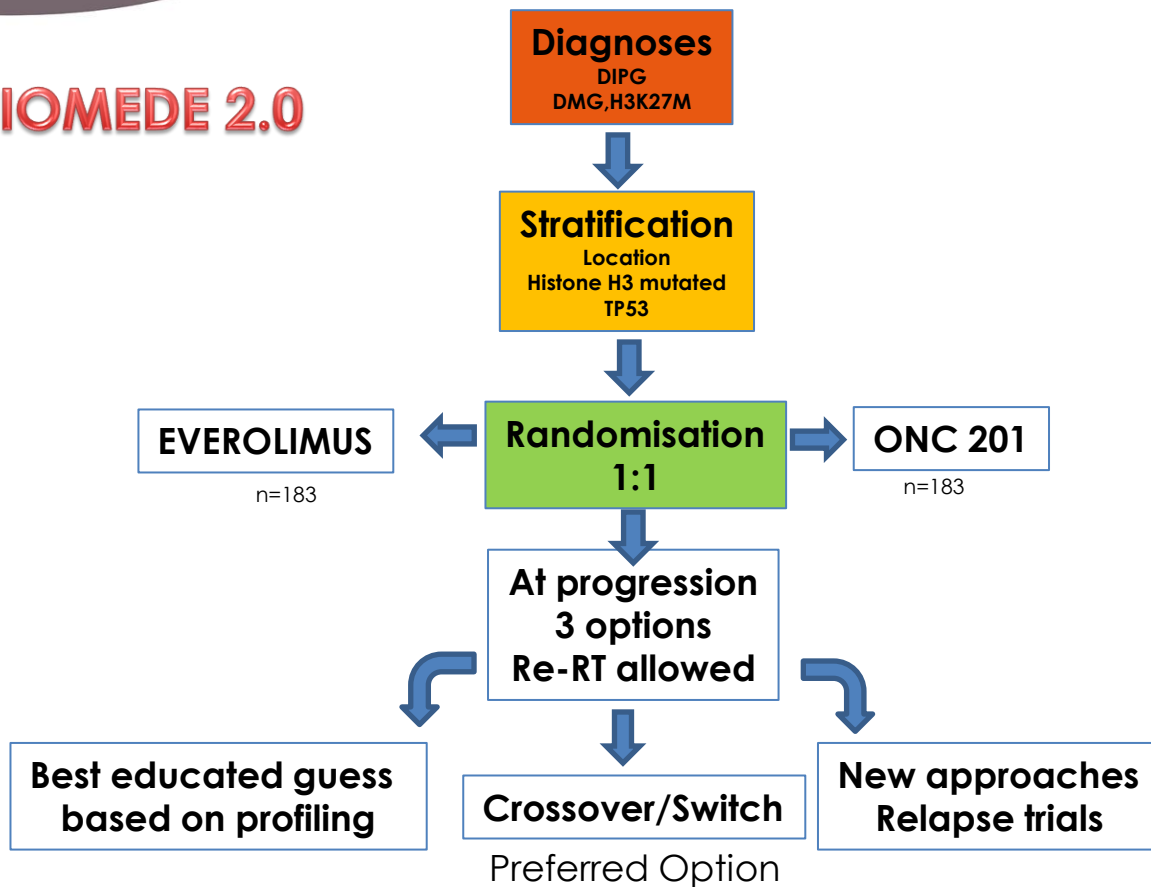 IOMEDE 2.0
Diagnoses
DIPG
DMG,H3K27M
Stratification
Location
Histone H3 mutated
TP53
EVEROLIMUS
n=183
Randomisation
1:1
ONC 201
n=183
At progression
3 options
Re-RT allowed
Best educated guess
based on profiling
Crossover/Switch
Preferred Option
New approaches
Relapse trials